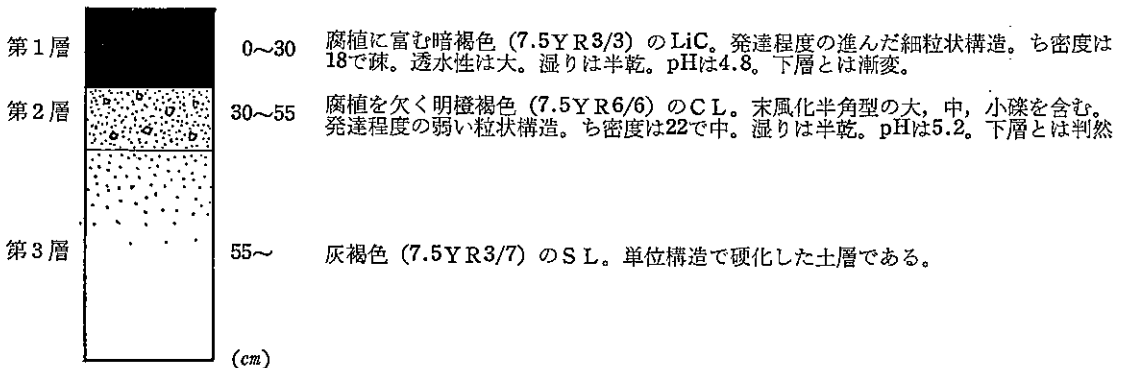 第1層 0~30 腐植に富む暗褐色 (7.5YR3/3) のLiC。発達程度の進んだ細粒状構造。ち密度は
18で疎。透水性は大。湿りは半乾。pHは4.8。下層とは漸変。
第2層 30~55 腐植を欠く明橙褐色 (7.5YR6/6) のCL。末風化半角型の大,中,小礫を含む。
発達程度の弱い粒状構造。ち密度は22で中。湿りは半乾。pHは5.2。下層とは判然
第3層 55~ 灰褐色 (7.5YR3/7) のSL。単位構造で硬化した土層である。
(cm)